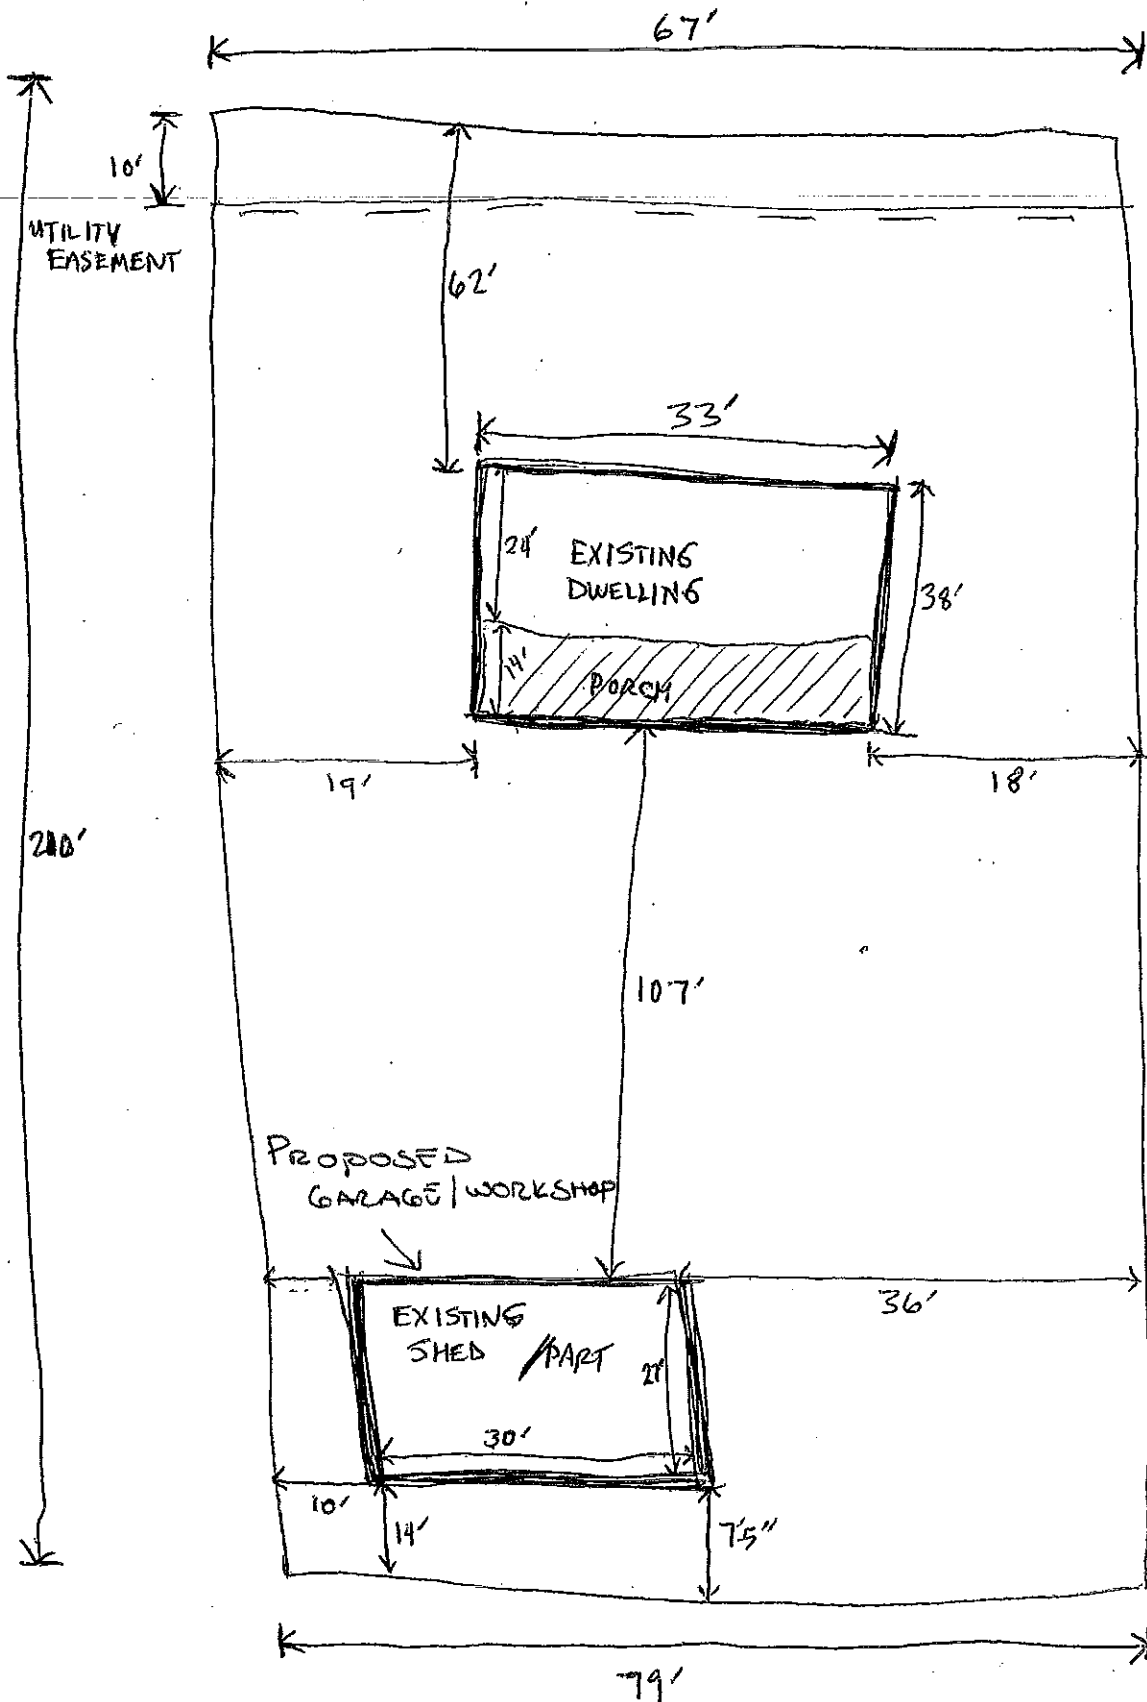 67'
10'
UTILITY
EASEMENT
62'
33'
24'
EXISTING
DWELLING
38'
14'
PORCH
19'
18'
210'
107'
PROPOSED
GARAGE/WORKSHOP
36'
EXISTING
SHED /PART
30'
10'
14'
7'5"
79'